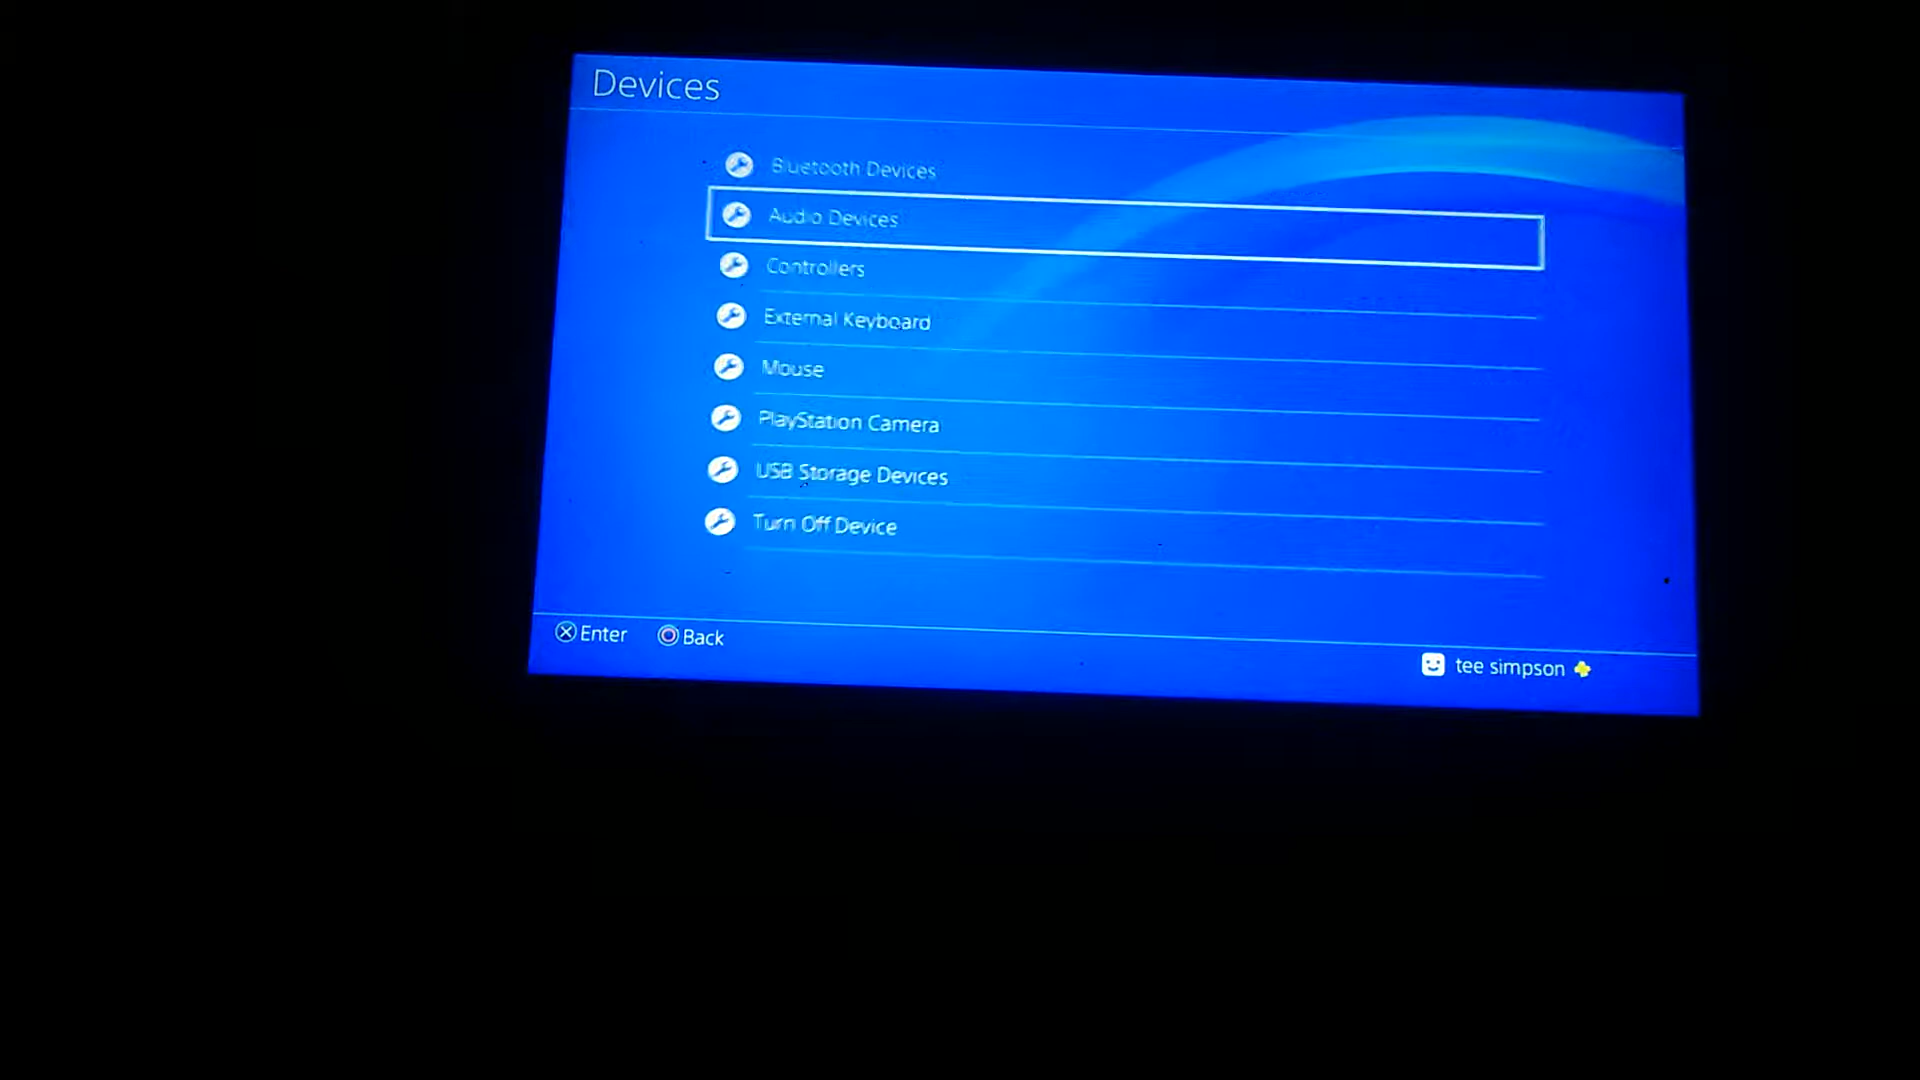 Devices
Bluetooth Devices
Audio Devices
Controllers
External Keyboard
Mouse
PlayStation Camera
USB Storage Devices
Turn Off Device
Enter Back
tee simpson